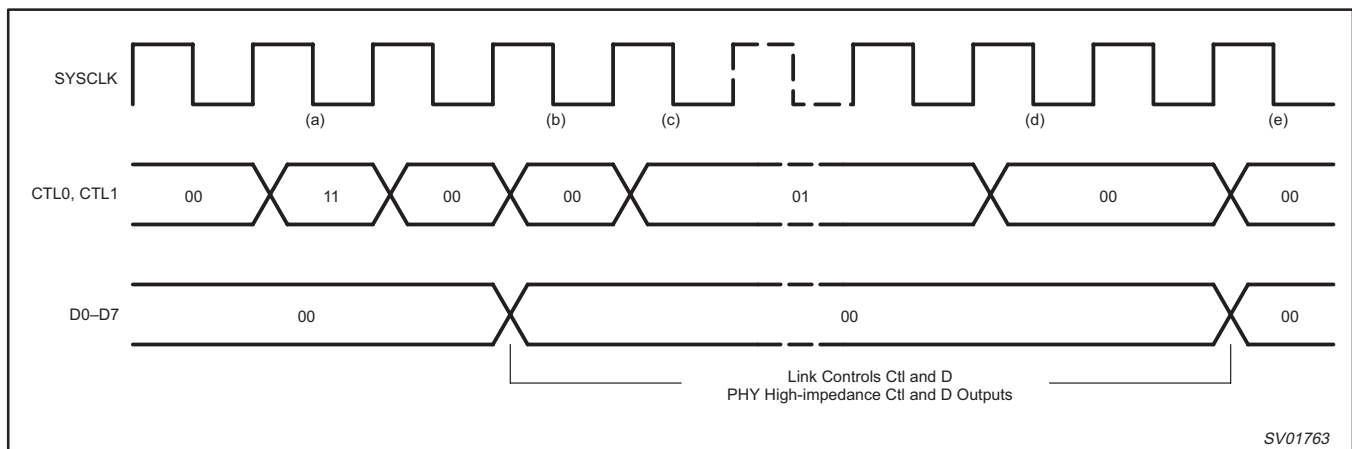 SYSCLK
(a) (b) (c) (d) (e)
CTL0, CTL1 00 11 00 00 01 00 00
D0–D7 00 00 00
Link Controls Ctl and D
PHY High-impedance Ctl and D Outputs
SV01763